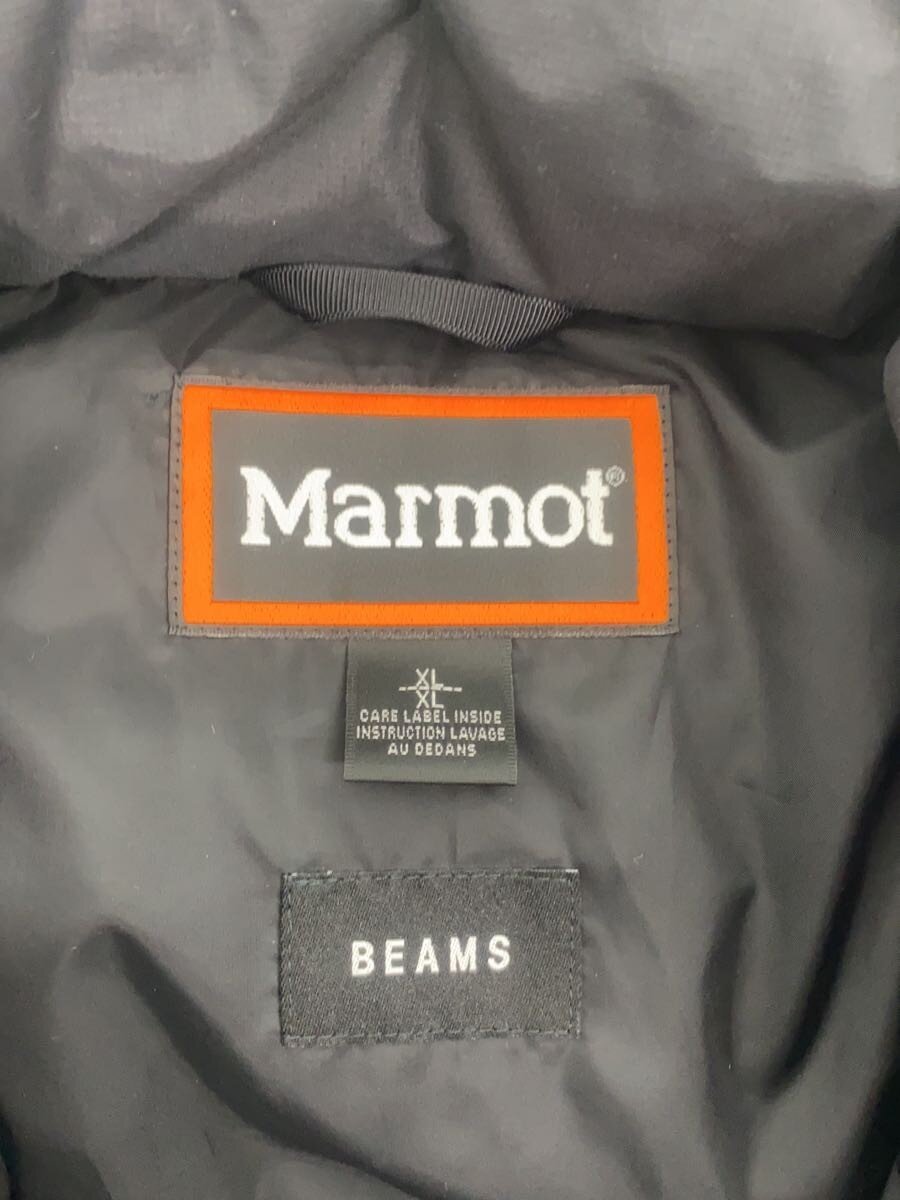 Marmot®
XL
XL
CARE LABEL INSIDE
INSTRUCTION LAVAGE
AU DEDANS
BEAMS